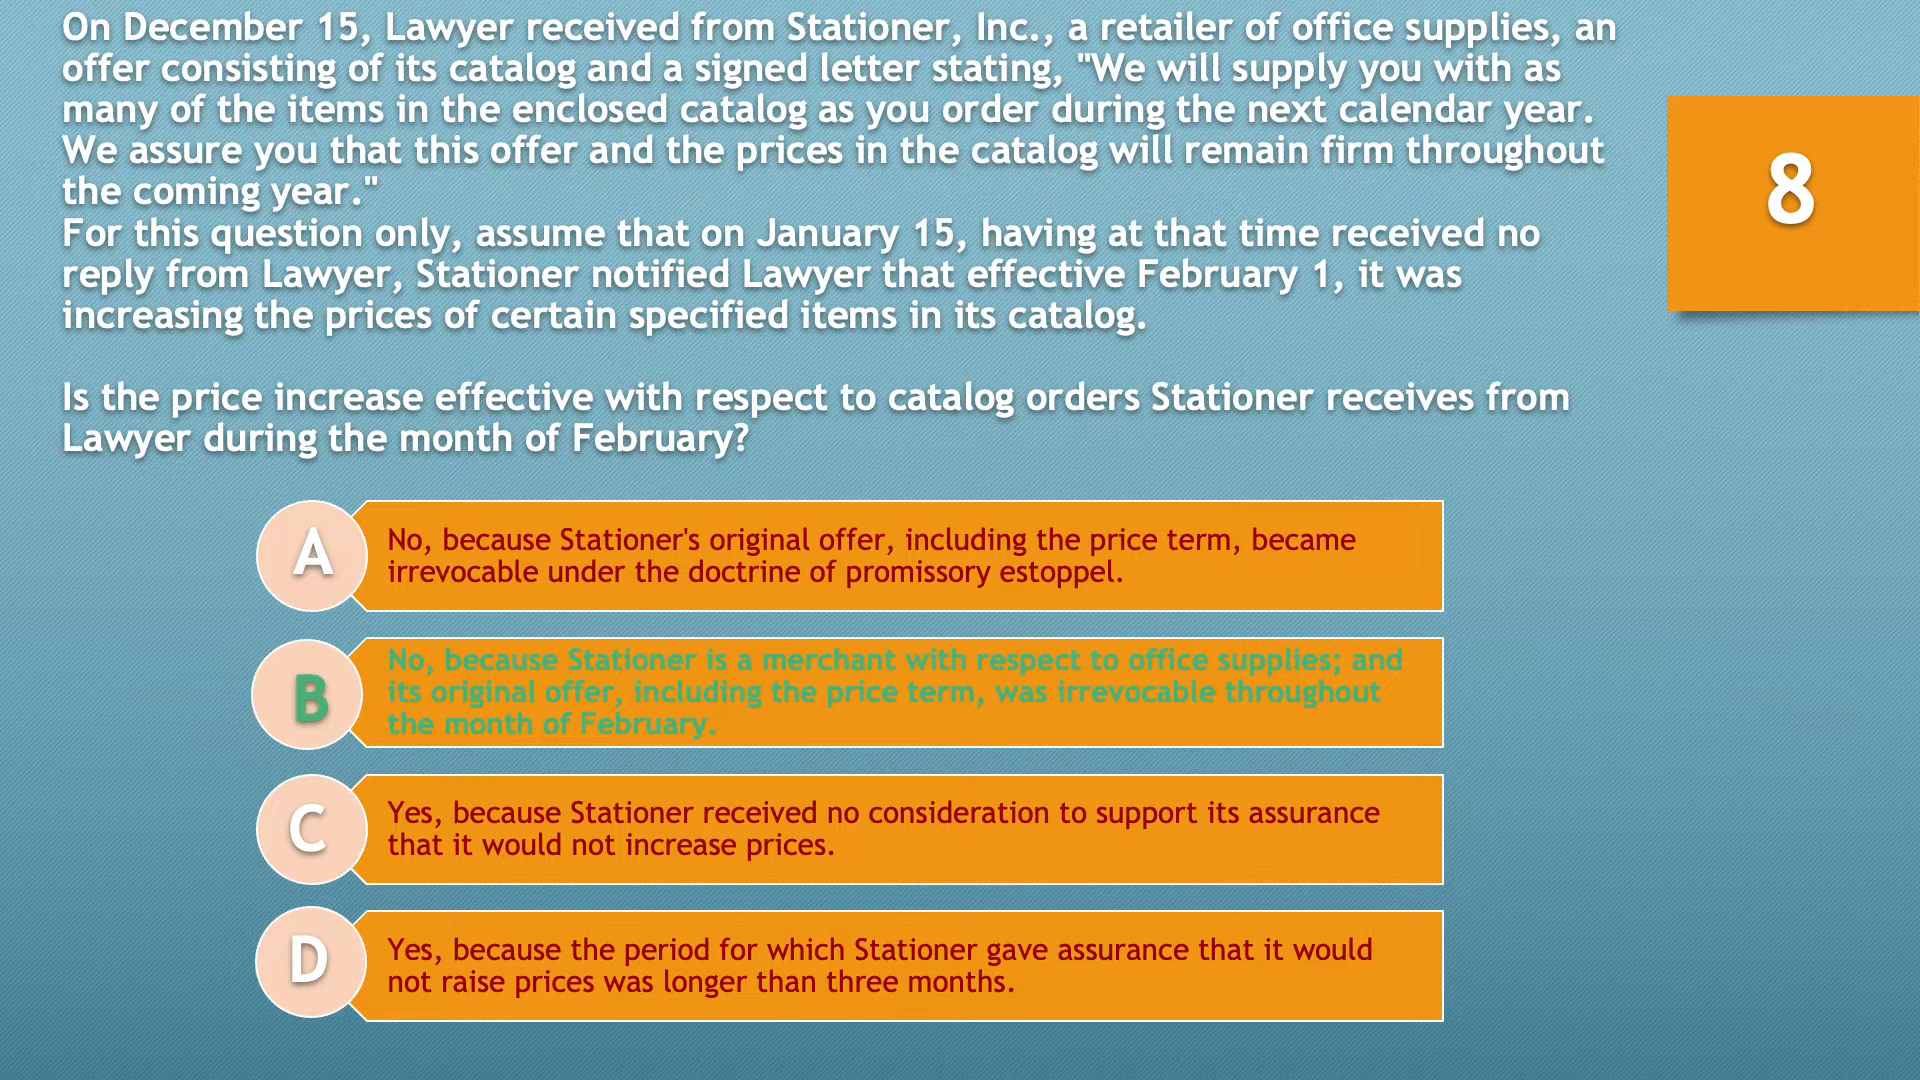 On December 15, Lawyer received from Stationer, Inc., a retailer of office supplies, an
offer consisting of its catalog and a signed letter stating, "We will supply you with as
many of the items in the enclosed catalog as you order during the next calendar year.
We assure you that this offer and the prices in the catalog will remain firm throughout
the coming year."
For this question only, assume that on January 15, having at that time received no
reply from Lawyer, Stationer notified Lawyer that effective February 1, it was
increasing the prices of certain specified items in its catalog.
Is the price increase effective with respect to catalog orders Stationer receives from
Lawyer during the month of February?
8
A
No, because Stationer's original offer, including the price term, became
irrevocable under the doctrine of promissory estoppel.
B
No, because Stationer is a merchant with respect to office supplies; and
its original offer, including the price term, was irrevocable throughout
the month of February.
C
Yes, because Stationer received no consideration to support its assurance
that it would not increase prices.
D
Yes, because the period for which Stationer gave assurance that it would
not raise prices was longer than three months.